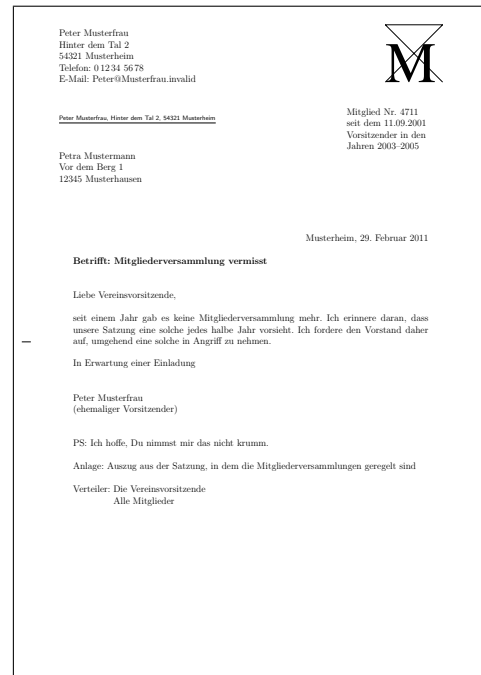 Peter Musterfrau
Hinter dem Tal 2
54321 Musterheim
Telefon: 0 12 34 56 78
E-Mail: Peter@Musterfrau.invalid
M
Peter Musterfrau, Hinter dem Tal 2, 54321 Musterheim
Mitglied Nr. 4711
seit dem 11.09.2001
Vorsitzender in den
Jahren 2003–2005
Petra Mustermann
Vor dem Berg 1
12345 Musterhausen
Musterheim, 29. Februar 2011
Betrifft: Mitgliederversammlung vermisst
Liebe Vereinsvorsitzende,
seit einem Jahr gab es keine Mitgliederversammlung mehr. Ich erinnere daran, dass
unsere Satzung eine solche jedes halbe Jahr vorsieht. Ich fordere den Vorstand daher
auf, umgehend eine solche in Angriff zu nehmen.
In Erwartung einer Einladung
Peter Musterfrau
(ehemaliger Vorsitzender)
PS: Ich hoffe, Du nimmst mir das nicht krumm.
Anlage: Auszug aus der Satzung, in dem die Mitgliederversammlungen geregelt sind
Verteiler: Die Vereinsvorsitzende
Alle Mitglieder